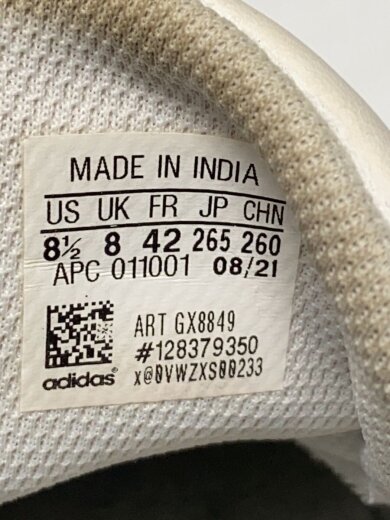 MADE IN INDIA
US UK FR JP CHN
8½ 8 42 265 260
APC 011001 08/21
ART GX8849
#128379350
adidas® x@0VWZXS00233